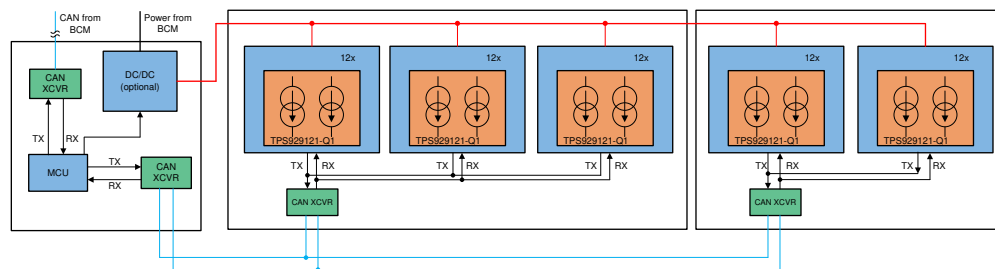 CAN from
BCM
Power from
BCM
CAN
XCVR
DC/DC
(optional)
TX
RX
MCU
TX
RX
CAN
XCVR
12x
TPS929121-Q1
12x
TPS929121-Q1
12x
TPS929121-Q1
TX
RX
TX
RX
TX
RX
CAN XCVR
12x
TPS929121-Q1
12x
TPS929121-Q1
TX
RX
TX
RX
CAN XCVR